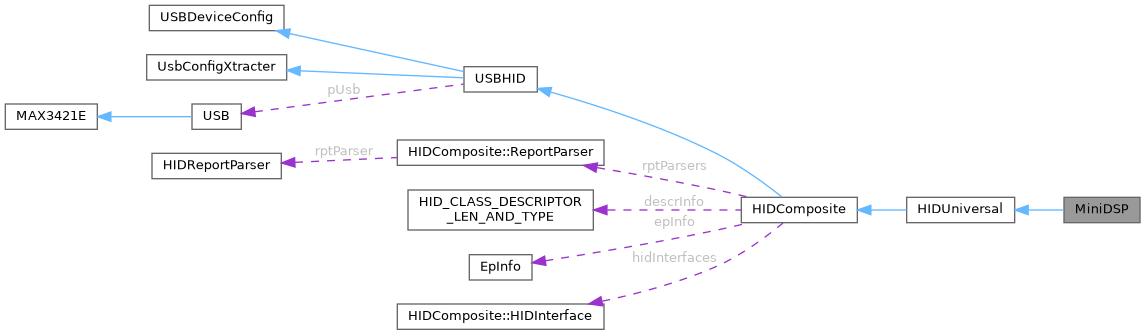 USBDeviceConfig
UsbConfigXtracter
USBHID
pUsb
MAX3421E
USB
HIDComposite::ReportParser
rptParser
HIDReportParser
rptParsers
HID_CLASS_DESCRIPTOR
_LEN_AND_TYPE
descrInfo
HIDComposite
HIDUniversal
MiniDSP
epInfo
EpInfo
hidInterfaces
HIDComposite::HIDInterface